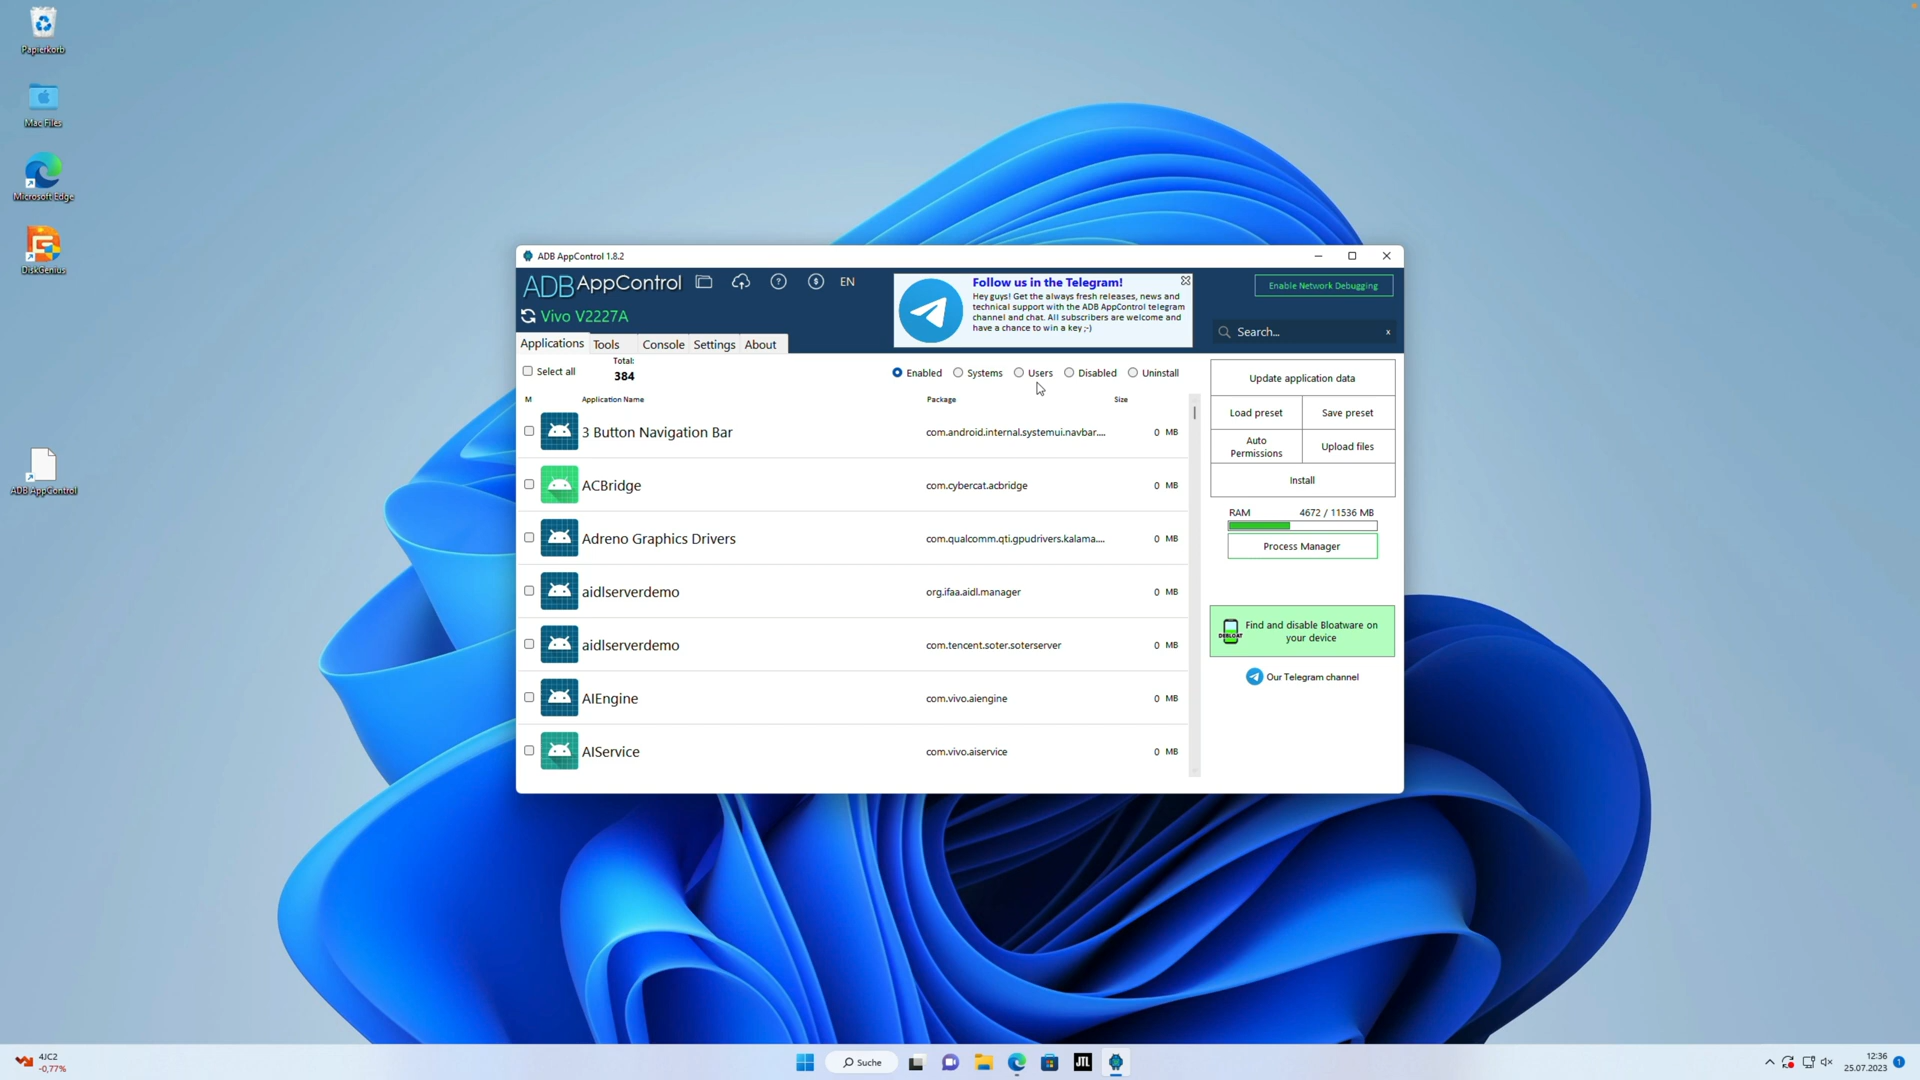 Papierkorb
Mac Files
Microsoft Edge
DiskGenius
ADB AppControl
ADB AppControl 1.8.2
ADB AppControl
EN
Vivo V2227A
Follow us in the Telegram!
Hey guys! Get the always fresh releases, news and
technical support with the ADB AppControl telegram
channel and chat. All subscribers are welcome and
have a chance to win a key ;-)
Enable Network Debugging
Search...
x
Applications
Tools
Console
Settings
About
Select all
Total:
384
Enabled
Systems
Users
Disabled
Uninstall
M
Application Name
Package
Size
3 Button Navigation Bar
com.android.internal.systemui.navbar....
0 MB
ACBridge
com.cybercat.acbridge
0 MB
Adreno Graphics Drivers
com.qualcomm.qti.gpudrivers.kalama....
0 MB
aidlserverdemo
org.ifaa.aidl.manager
0 MB
aidlserverdemo
com.tencent.soter.soterserver
0 MB
AIEngine
com.vivo.aiengine
0 MB
AIService
com.vivo.aiservice
0 MB
Update application data
Load preset
Save preset
Auto
Permissions
Upload files
Install
RAM
4672 / 11536 MB
Process Manager
DEBLOAT
Find and disable Bloatware on
your device
Our Telegram channel
4JC2
-0,77%
Suche
JTL
12:36
25.07.2023
1